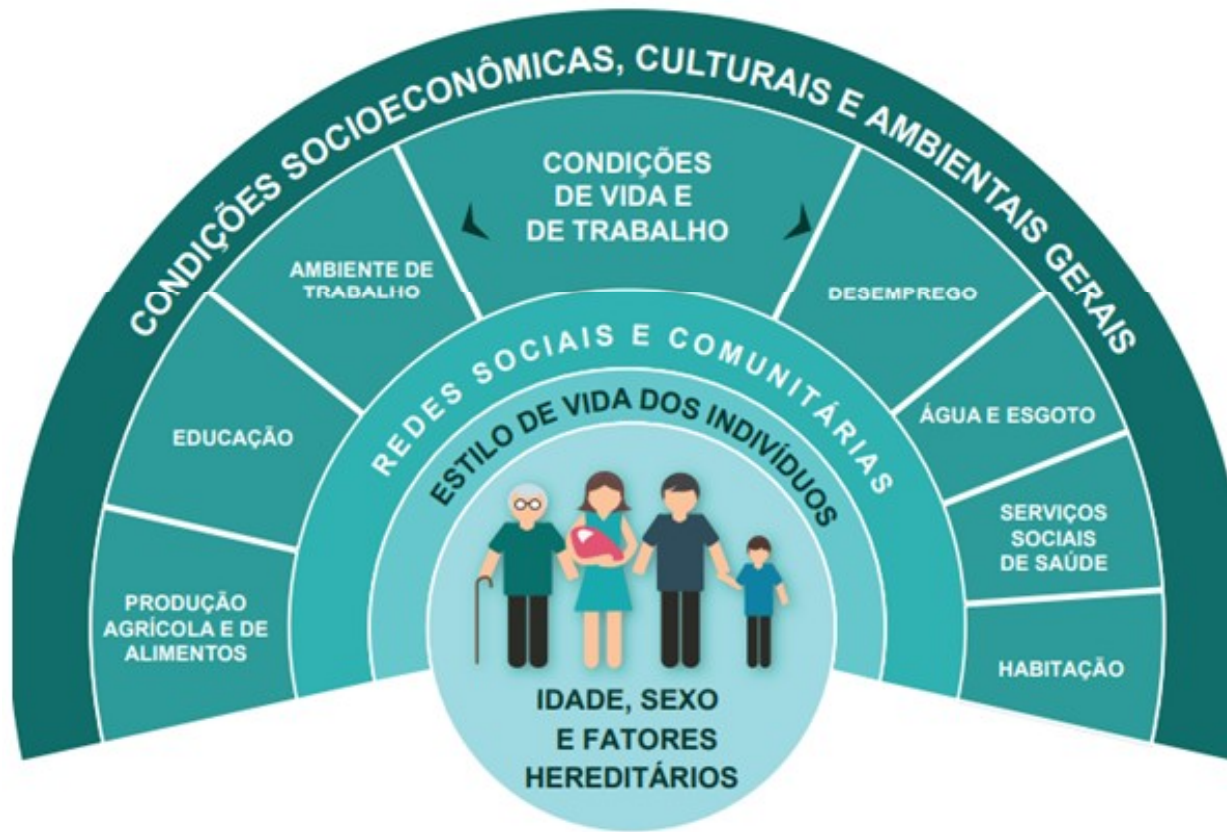 CONDIÇÕES SOCIOECONÔMICAS, CULTURAIS E AMBIENTAIS GERAIS
CONDIÇÕES
DE VIDA E
DE TRABALHO
AMBIENTE DE
TRABALHO
DESEMPREGO
EDUCAÇÃO
ÁGUA E ESGOTO
PRODUÇÃO
AGRÍCOLA E DE
ALIMENTOS
SERVIÇOS
SOCIAIS
DE SAÚDE
HABITAÇÃO
REDES SOCIAIS E COMUNITÁRIAS
ESTILO DE VIDA DOS INDIVÍDUOS
IDADE, SEXO
E FATORES
HEREDITÁRIOS